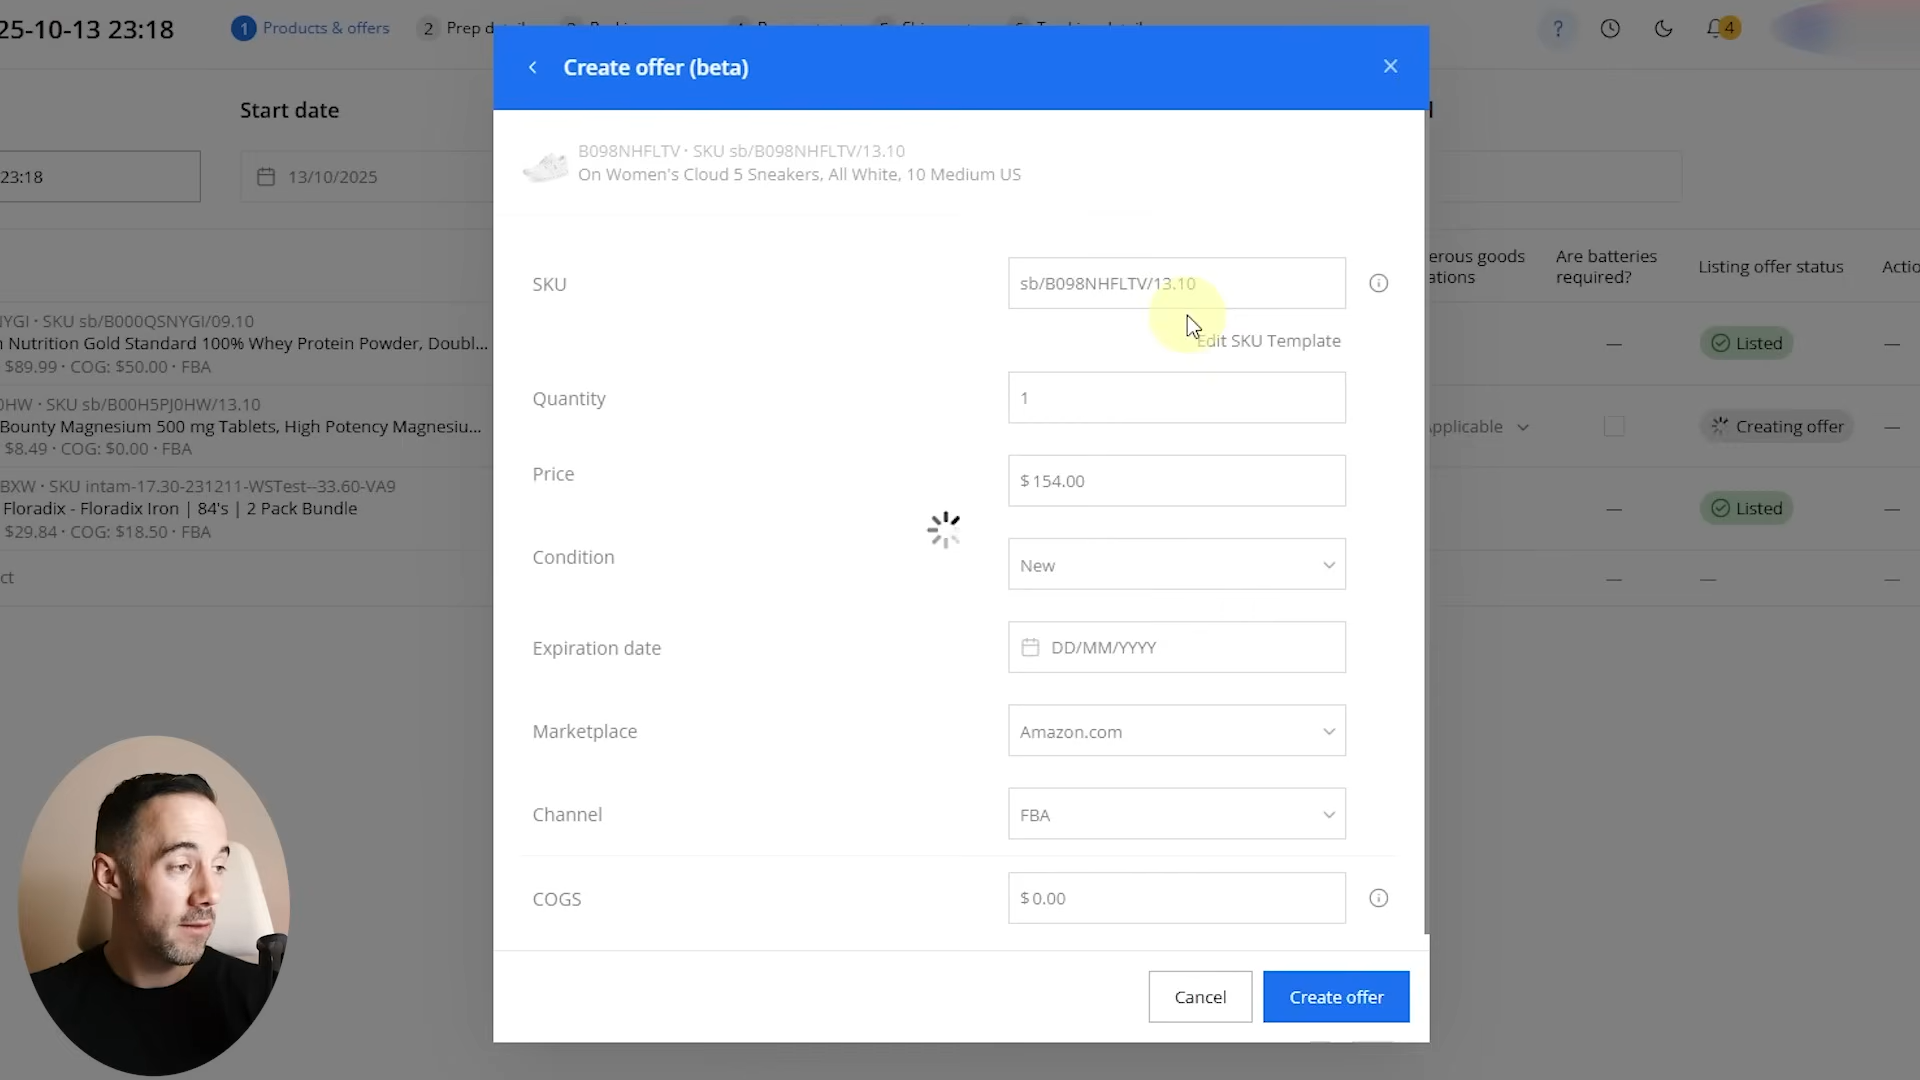 25-10-13 23:18
1 Products & offers
2 Prep
4
Create offer (beta)
Start date
23:18
13/10/2025
B098NHFLTV · SKU sb/B098NHFLTV/13.10
On Women's Cloud 5 Sneakers, All White, 10 Medium US
SKU
sb/B098NHFLTV/13.10
Edit SKU Template
Quantity
1
Price
$ 154.00
Condition
New
Expiration date
DD/MM/YYYY
Marketplace
Amazon.com
Channel
FBA
COGS
$ 0.00
Cancel
Create offer
erous goods
ations
Are batteries
required?
Listing offer status
Actio
NYGI · SKU sb/B000QSNYGI/09.10
n Nutrition Gold Standard 100% Whey Protein Powder, Doubl...
$89.99 · COG: $50.00 · FBA
—
Listed
—
0HW · SKU sb/B00H5PJ0HW/13.10
Bounty Magnesium 500 mg Tablets, High Potency Magnesiu...
$8.49 · COG: $0.00 · FBA
pplicable
Creating offer
—
BXW · SKU intam-17.30-231211-WSTest--33.60-VA9
Floradix - Floradix Iron | 84's | 2 Pack Bundle
$29.84 · COG: $18.50 · FBA
—
Listed
—
ct
—
—
—